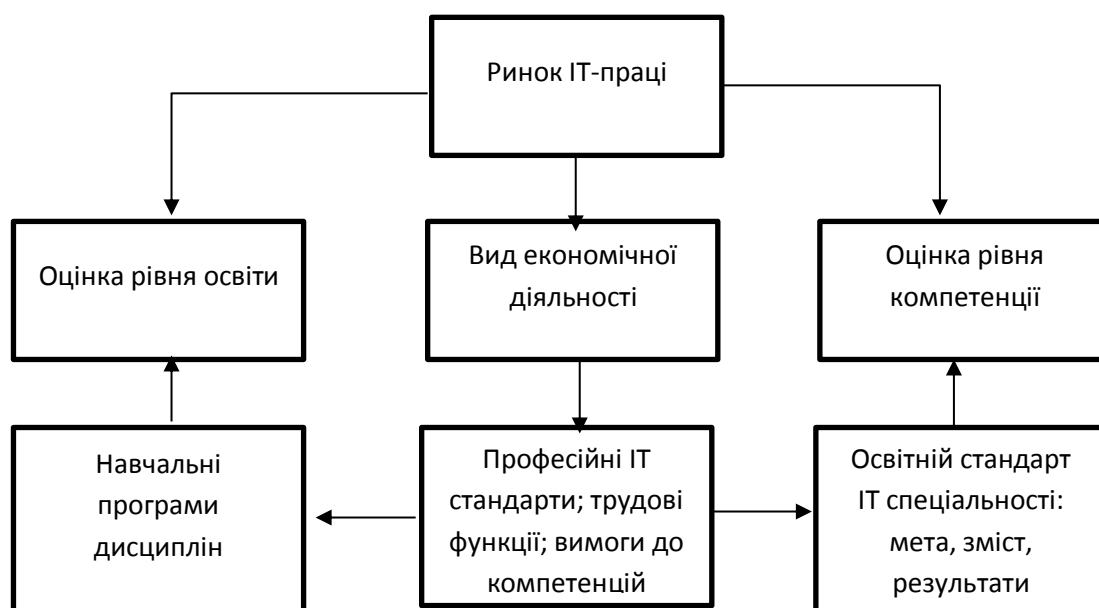 Ринок ІТ-праці
Оцінка рівня освіти
Вид економічної
діяльності
Оцінка рівня
компетенції
Навчальні
програми
дисциплін
Професійні ІТ
стандарти; трудові
функції; вимоги до
компетенцій
Освітній стандарт
ІТ спеціальності:
мета, зміст,
результати